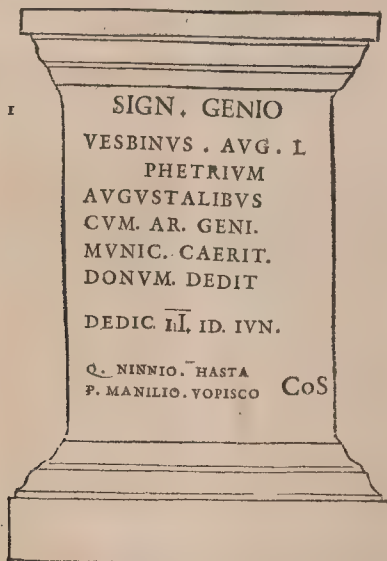 I
SIGN. GENIO
VESBINVS . AVG . L
PHETRIVM
AVGVSTALIBVS
CVM. AR. GENI.
MVNIC. CAERIT.
DONVM. DEDIT
DEDIC. II. ID. IVN.
Q. NINNIO. HASTA
P. MANILIO. VOPISCO CoS